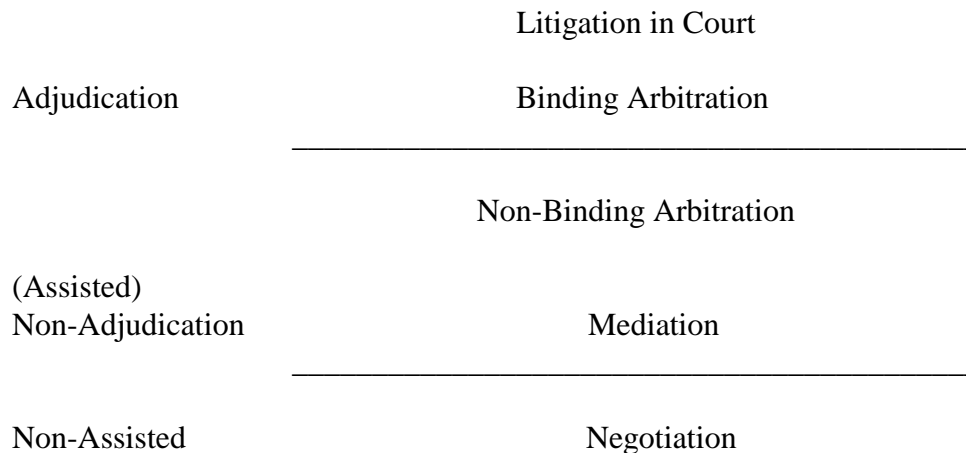 Litigation in Court
Adjudication Binding Arbitration
Non-Binding Arbitration
(Assisted)
Non-Adjudication Mediation
Non-Assisted Negotiation